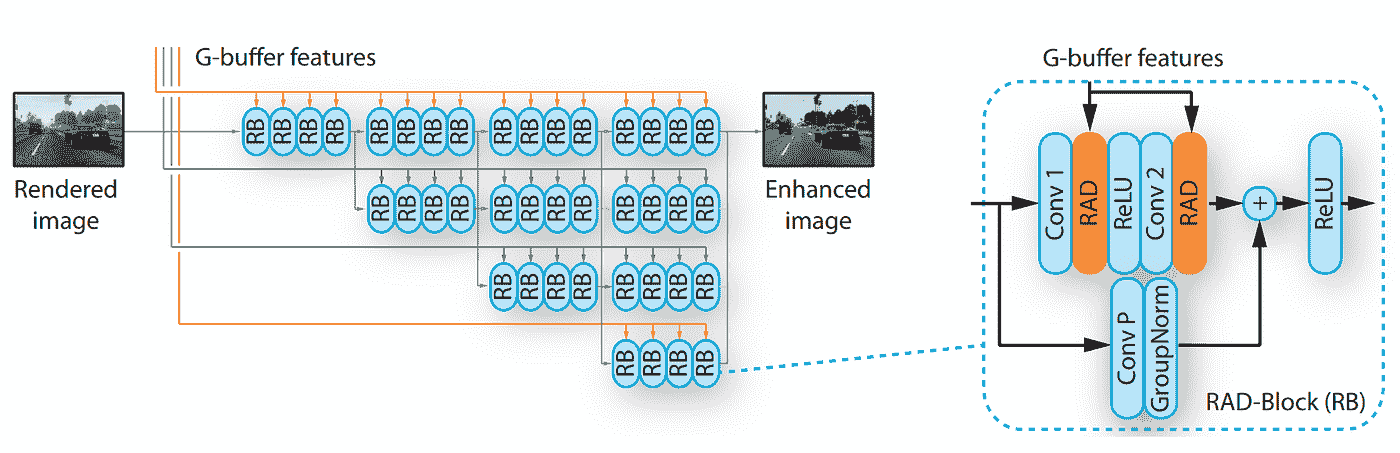 G-buffer features
Rendered
image
RB RB RB RB RB RB RB RB RB RB RB RB RB RB RB RB
RB RB RB RB RB RB RB RB RB RB RB RB
RB RB RB RB RB RB RB RB
RB RB RB RB
Enhanced
image
G-buffer features
Conv 1
RAD
ReLU
Conv 2
RAD
+
ReLU
Conv P
GroupNorm
RAD-Block (RB)